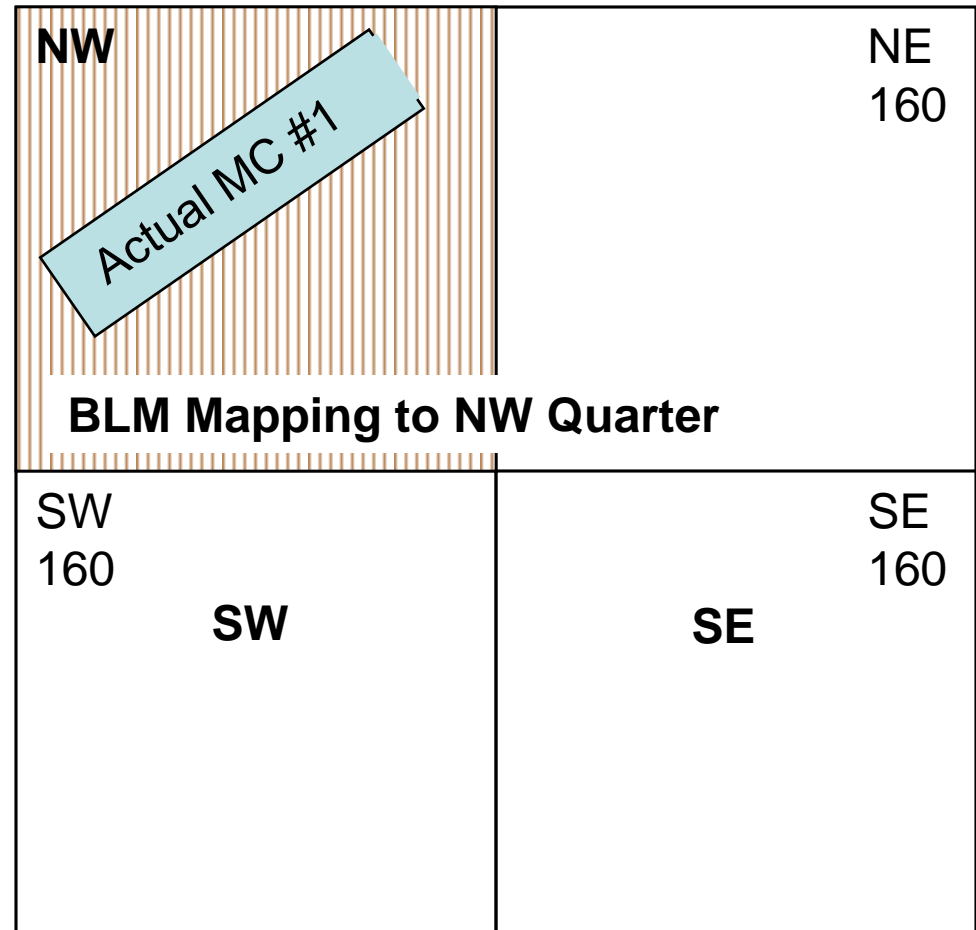 NW
NE
160
Actual MC #1
BLM Mapping to NW Quarter
SW
160
SE
160
SW
SE